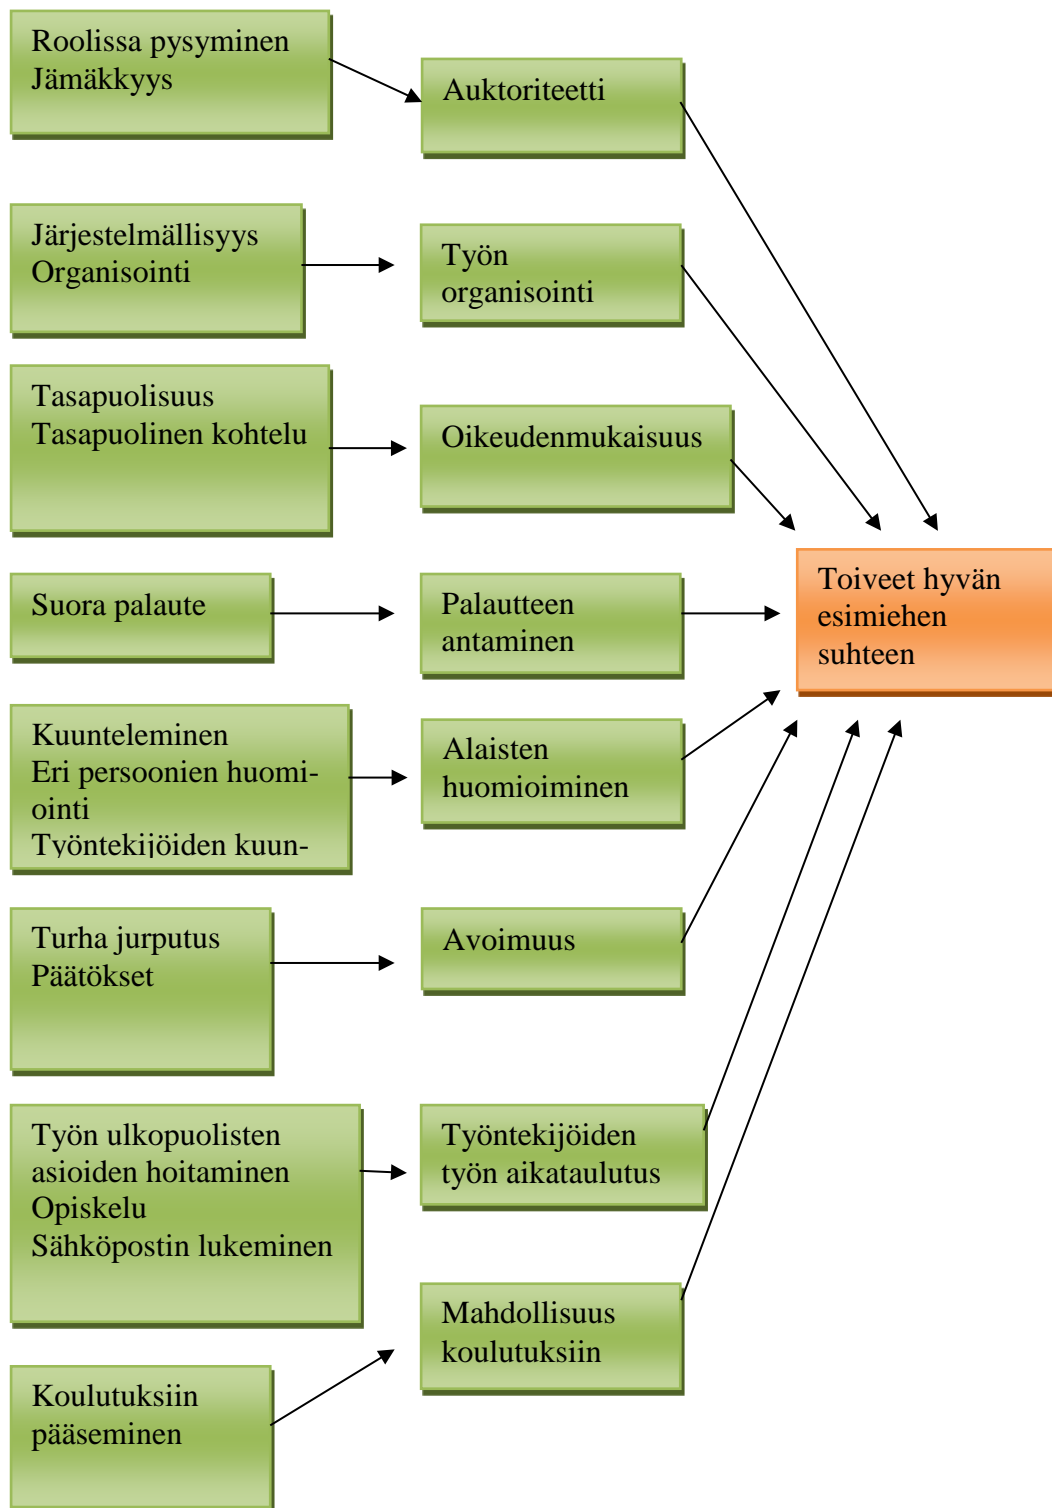 Roolissa pysyminen
Jämäkkyys
Auktoriteetti
Järjestelmällisyys
Organisointi
Työn
organisointi
Tasapuolisuus
Tasapuolinen kohtelu
Oikeudenmukaisuus
Toiveet hyvän
esimiehen
suhteen
Suora palaute
Palautteen
antaminen
Kuunteleminen
Eri persoonien huomi-
ointi
Työntekijöiden kuun-
Alaisten
huomioiminen
Turha jurputus
Päätökset
Avoimuus
Työn ulkopuolisten
asioiden hoitaminen
Opiskelu
Sähköpostin lukeminen
Työntekijöiden
työn aikataulutus
Mahdollisuus
koulutuksiin
Koulutuksiin
pääseminen